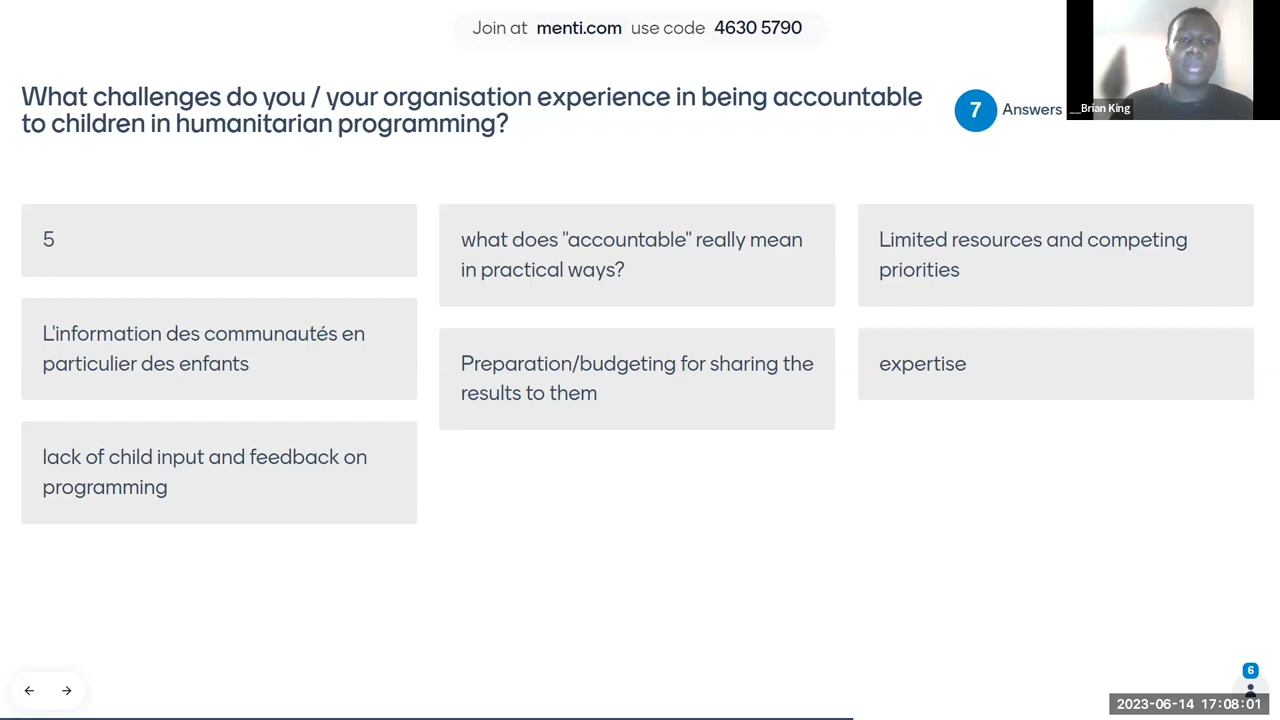 Join at menti.com use code 4630 5790
What challenges do you / your organisation experience in being accountable
to children in humanitarian programming?
7 Answers
__Brian King
5
what does "accountable" really mean
in practical ways?
Limited resources and competing
priorities
L'information des communautés en
particulier des enfants
Preparation/budgeting for sharing the
results to them
expertise
lack of child input and feedback on
programming
6
2023-06-14 17:08:01